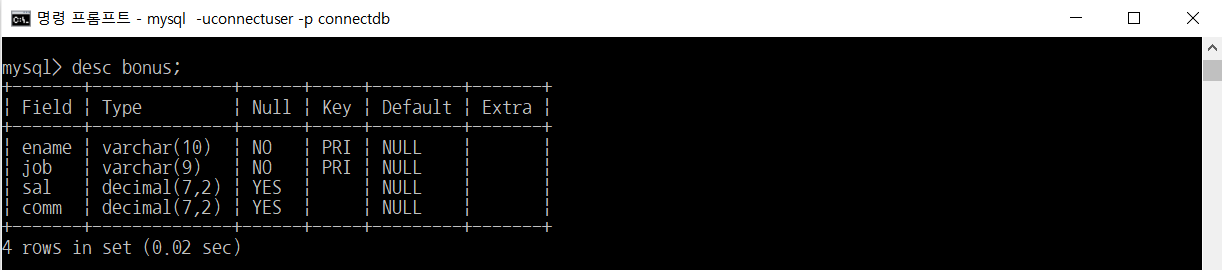 명령 프롬프트 - mysql  -uconnectuser -p connectdb
mysql> desc bonus;
+-------+--------------+------+-----+---------+-------+
| Field | Type         | Null | Key | Default | Extra |
+-------+--------------+------+-----+---------+-------+
| ename | varchar(10)  | NO   | PRI | NULL    |       |
| job   | varchar(9)   | NO   | PRI | NULL    |       |
| sal   | decimal(7,2) | YES  |     | NULL    |       |
| comm  | decimal(7,2) | YES  |     | NULL    |       |
+-------+--------------+------+-----+---------+-------+
4 rows in set (0.02 sec)